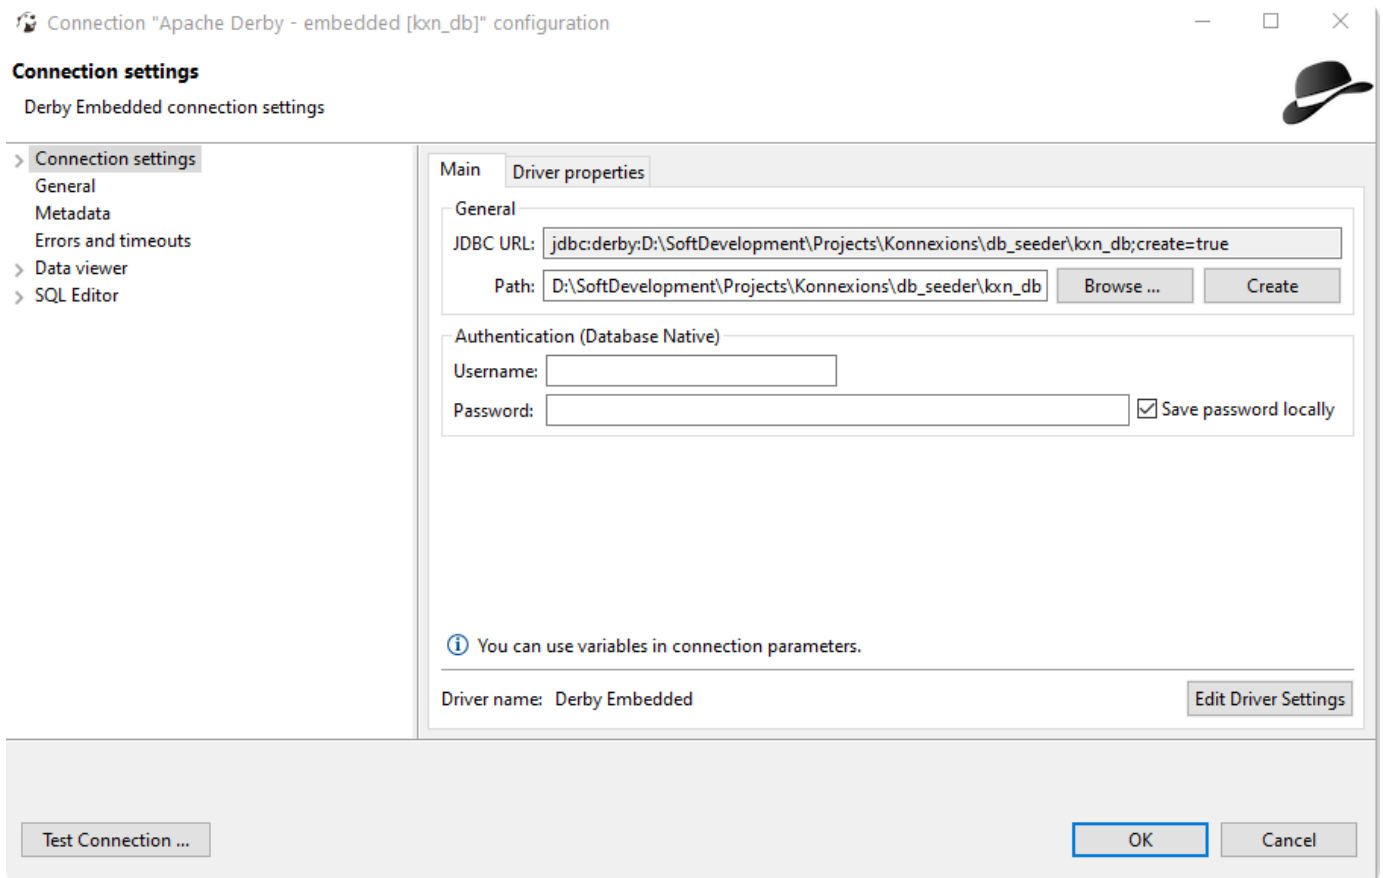 Connection "Apache Derby - embedded [kxn_db]" configuration
Connection settings
Derby Embedded connection settings
Connection settings
General
Metadata
Errors and timeouts
Data viewer
SQL Editor
Main
Driver properties
General
JDBC URL: jdbc:derby:D:\SoftDevelopment\Projects\Konnexions\db_seeder\kxn_db;create=true
Path: D:\SoftDevelopment\Projects\Konnexions\db_seeder\kxn_db Browse ... Create
Authentication (Database Native)
Username:
Password: Save password locally
You can use variables in connection parameters.
Driver name: Derby Embedded Edit Driver Settings
Test Connection ... OK Cancel